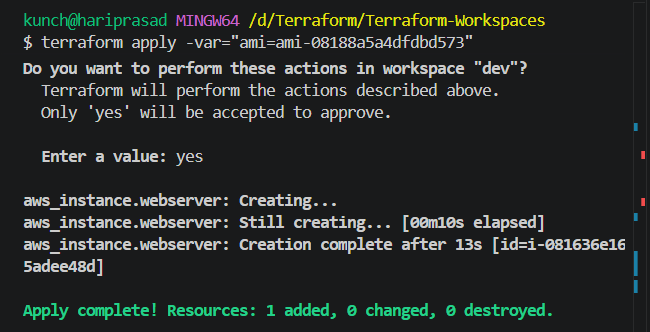 kunch@hariprasad MINGW64 /d/Terraform/Terraform-Workspaces
$ terraform apply -var="ami=ami-08188a5a4dfdbd573"
Do you want to perform these actions in workspace "dev"?
  Terraform will perform the actions described above.
  Only 'yes' will be accepted to approve.
  Enter a value: yes
aws_instance.webserver: Creating...
aws_instance.webserver: Still creating... [00m10s elapsed]
aws_instance.webserver: Creation complete after 13s [id=i-081636e16
5adee48d]
Apply complete! Resources: 1 added, 0 changed, 0 destroyed.